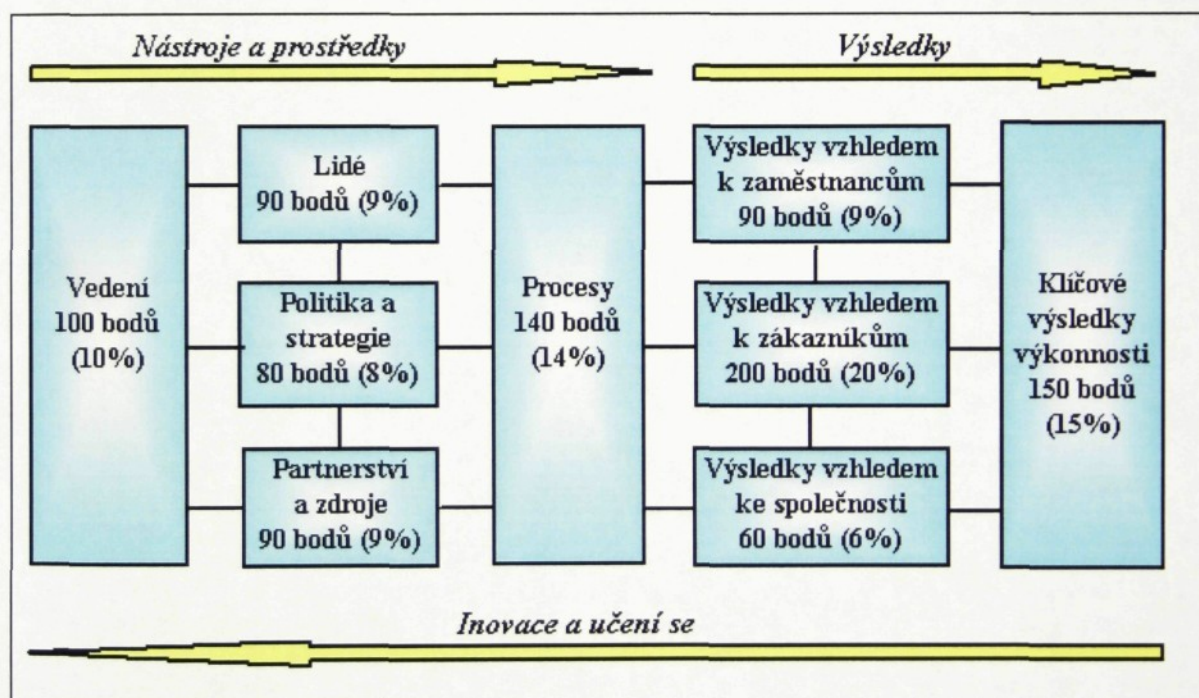 Nástroje a prostředky
Výsledky
Vedení
100 bodů
(10%)
Lidé
90 bodů (9%)
Politika a
strategie
80 bodů (8%)
Partnerství
a zdroje
90 bodů (9%)
Procesy
140 bodů
(14%)
Výsledky vzhledem
k zaměstnancům
90 bodů (9%)
Výsledky vzhledem
k zákazníkům
200 bodů (20%)
Výsledky vzhledem
ke společnosti
60 bodů (6%)
Klíčové
výsledky
výkonnosti
150 bodů
(15%)
Inovace a učení se